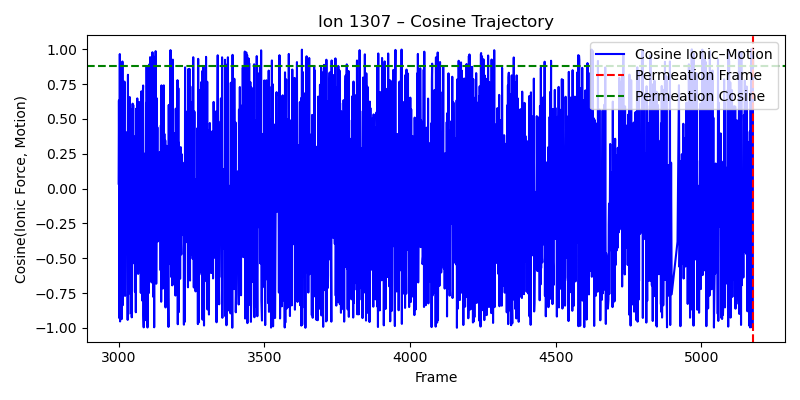 Ion 1307 – Cosine Trajectory
Cosine Ionic–Motion
Permeation Frame
Permeation Cosine
Cosine(Ionic Force, Motion)
1.00
0.75
0.50
0.25
0.00
−0.25
−0.50
−0.75
−1.00
3000 3500 4000 4500 5000
Frame